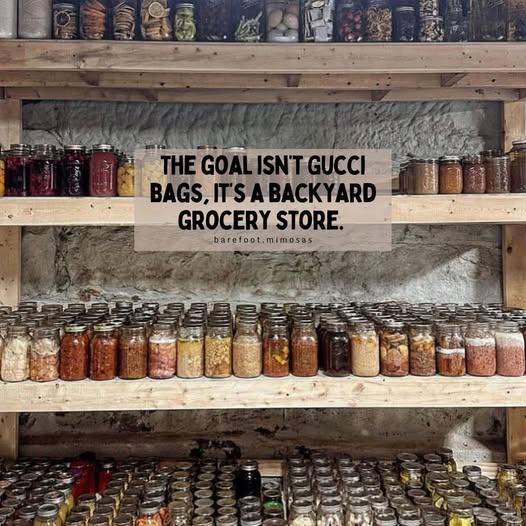 THE GOAL ISN'T GUCCI
BAGS, IT'S A BACKYARD
GROCERY STORE.
barefoot.mimosas